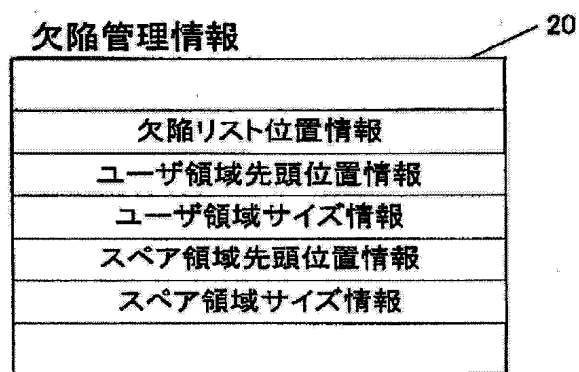 欠陥管理情報
20
欠陥リスト位置情報
ユーザ領域先頭位置情報
ユーザ領域サイズ情報
スペア領域先頭位置情報
スペア領域サイズ情報